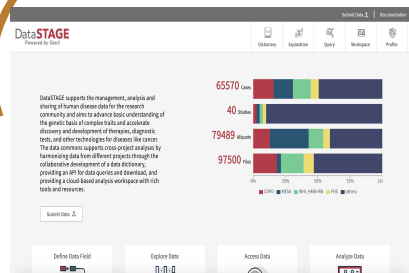 Submit Data
Documentation
DataSTAGE
Powered by Gen3
Dictionary
Exploration
Query
Workspace
Profile
DataSTAGE supports the management, analysis and
sharing of human disease data for the research
community and aims to advance basic understanding of
the genetic basis of complex traits and accelerate
discovery and development of therapies, diagnostic
tests, and other technologies for diseases like cancer.
The data commons supports cross-project analyses by
harmonizing data from different projects through the
collaborative development of a data dictionary,
providing an API for data queries and download, and
providing a cloud-based analysis workspace with rich
tools and resources.
Submit Data
65570 Cases
40 Studies
79489 Aliquots
97500 Files
0% 25% 50% 75% 1
COPD MESA WHI_HMB-IRB FHS others
Define Data Field
Explore Data
Access Data
Analyze Data